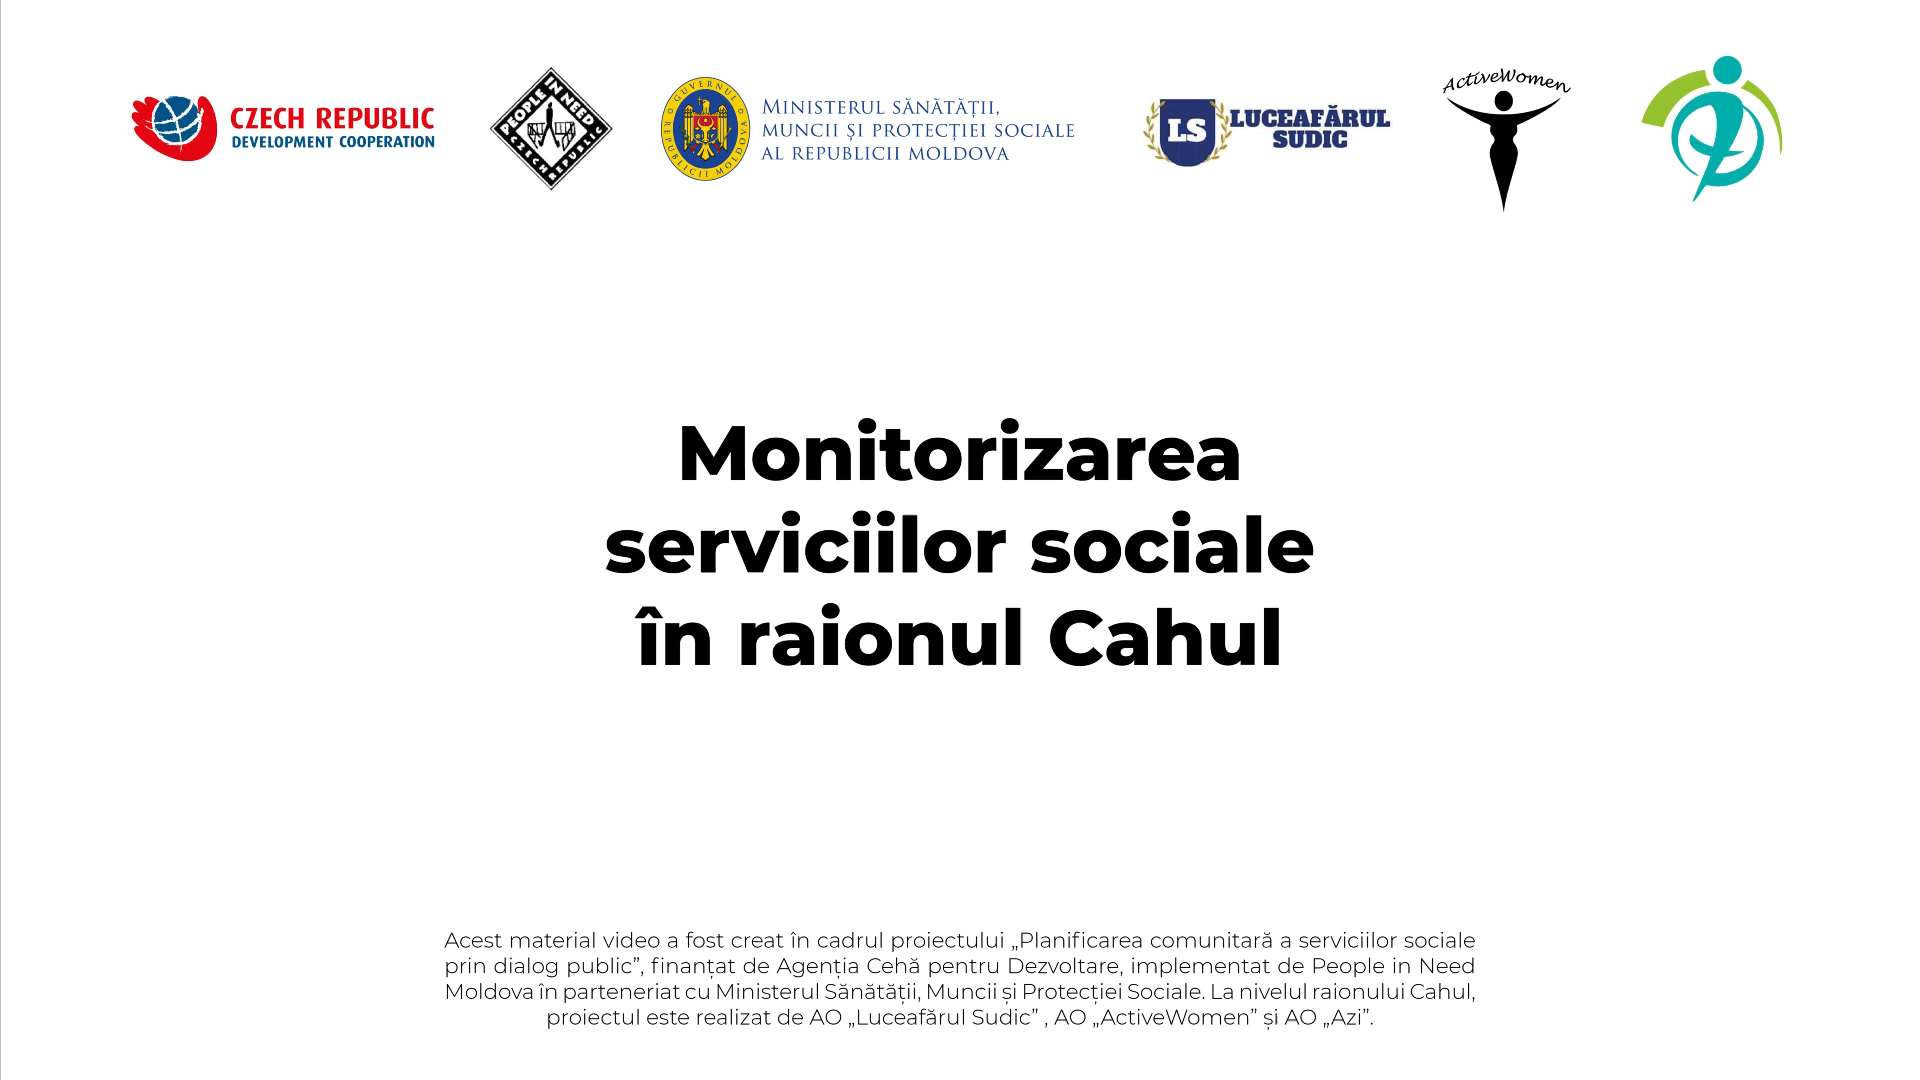 CZECH REPUBLIC
DEVELOPMENT COOPERATION
PEOPLE IN NEED
CZECH REPUBLIC
GUVERNUL
REPUBLICII MOLDOVA
MINISTERUL SĂNĂTĂȚII,
MUNCII ȘI PROTECȚIEI SOCIALE
AL REPUBLICII MOLDOVA
LS
LUCEAFĂRUL
SUDIC
ActiveWomen
Monitorizarea
serviciilor sociale
în raionul Cahul
Acest material video a fost creat în cadrul proiectului „Planificarea comunitară a serviciilor sociale
prin dialog public”, finanțat de Agenția Cehă pentru Dezvoltare, implementat de People in Need
Moldova în parteneriat cu Ministerul Sănătății, Muncii și Protecției Sociale. La nivelul raionului Cahul,
proiectul este realizat de AO „Luceafărul Sudic” , AO „ActiveWomen” și AO „Azi”.